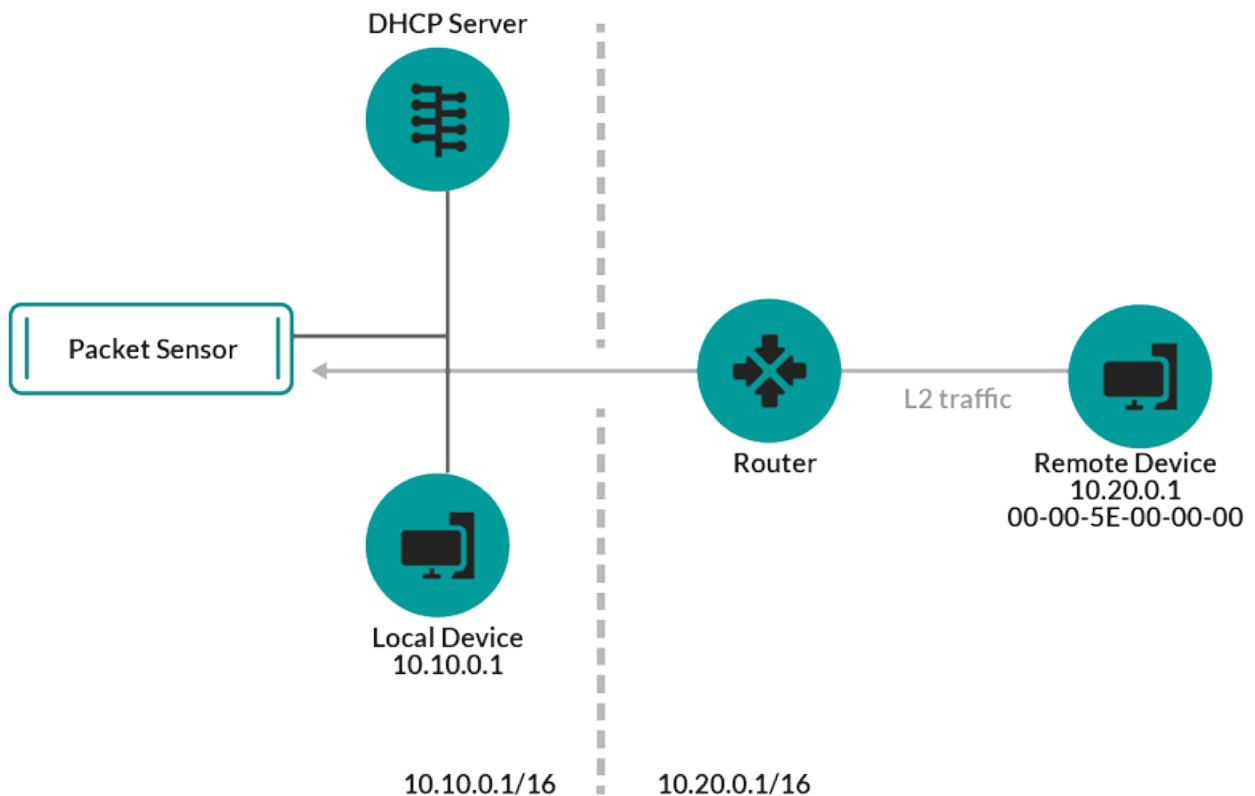 DHCP Server
Packet Sensor
L2 traffic
Router
Remote Device
10.20.0.1
00-00-5E-00-00-00
Local Device
10.10.0.1
10.10.0.1/16
10.20.0.1/16